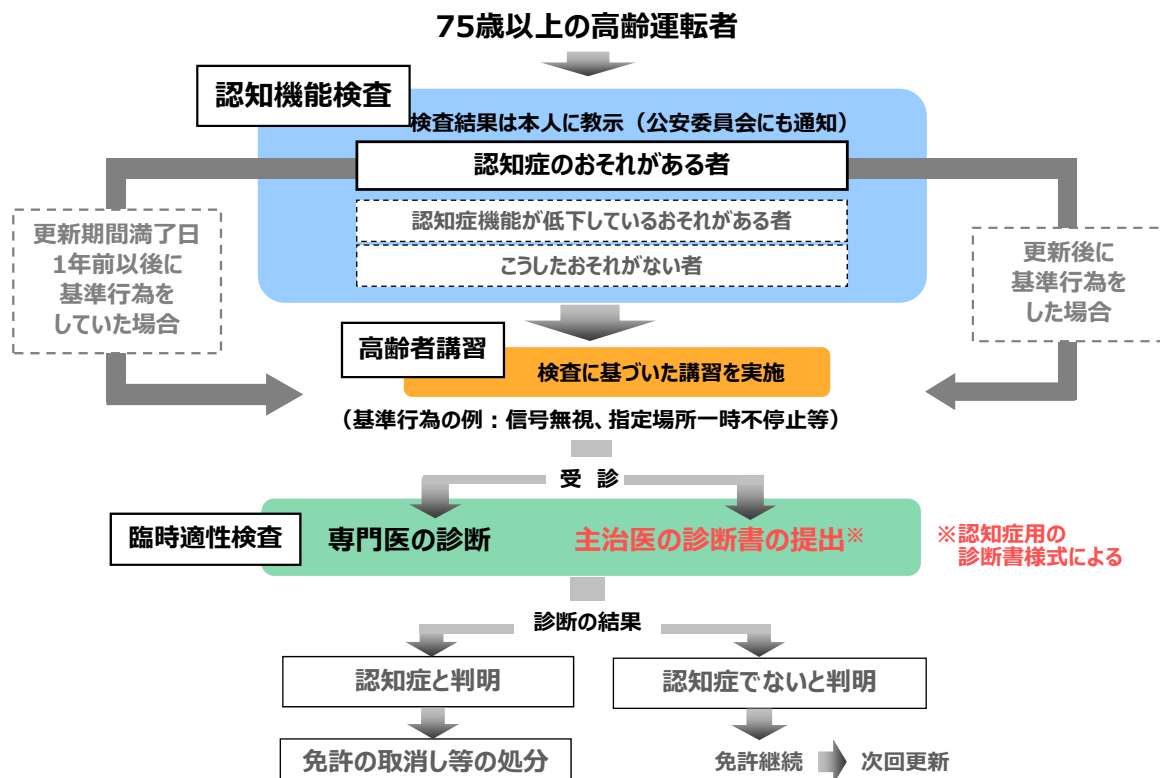 75歳以上の高齢運転者
認知機能検査
検査結果は本人に教示（公安委員会にも通知）
認知症のおそれがある者
認知症機能が低下しているおそれがある者
こうしたおそれがない者
更新期間満了日
1年前以後に
基準行為を
していた場合
更新後に
基準行為を
した場合
高齢者講習
検査に基づいた講習を実施
（基準行為の例：信号無視、指定場所一時不停止等）
受 診
臨時適性検査
専門医の診断
主治医の診断書の提出※
※認知症用の
診断書様式による
診断の結果
認知症と判明
認知症でないと判明
免許の取消し等の処分
免許継続
次回更新